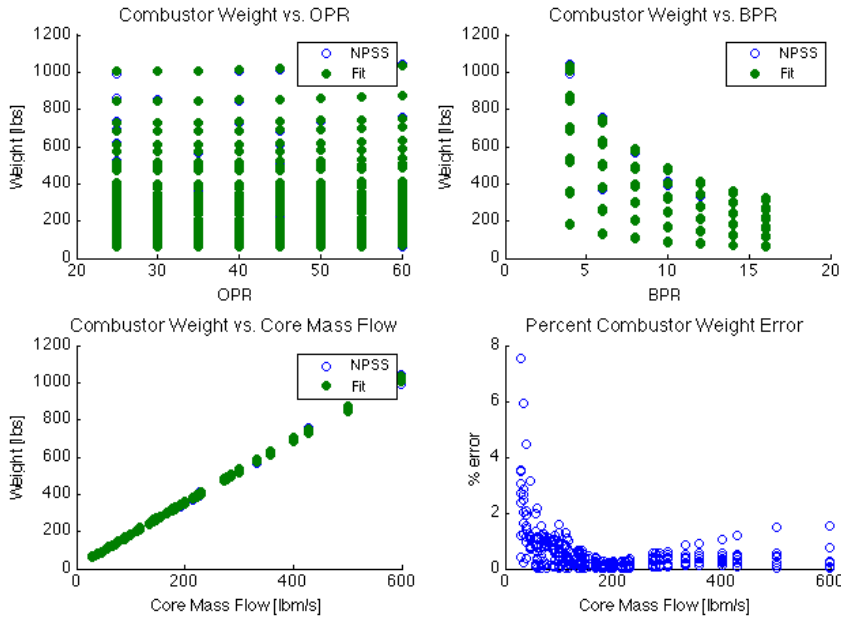 Combustor Weight vs. OPR
1200
1000
800
600
400
200
0
Weight [lbs]
20
30
40
50
60
OPR
NPSS
Fit
Combustor Weight vs. BPR
1200
1000
800
600
400
200
0
Weight [lbs]
0
5
10
15
20
BPR
NPSS
Fit
Combustor Weight vs. Core Mass Flow
1200
1000
800
600
400
200
0
Weight [lbs]
0
200
400
600
Core Mass Flow [lbm/s]
NPSS
Fit
Percent Combustor Weight Error
8
6
4
2
0
% error
0
200
400
600
Core Mass Flow [lbm/s]